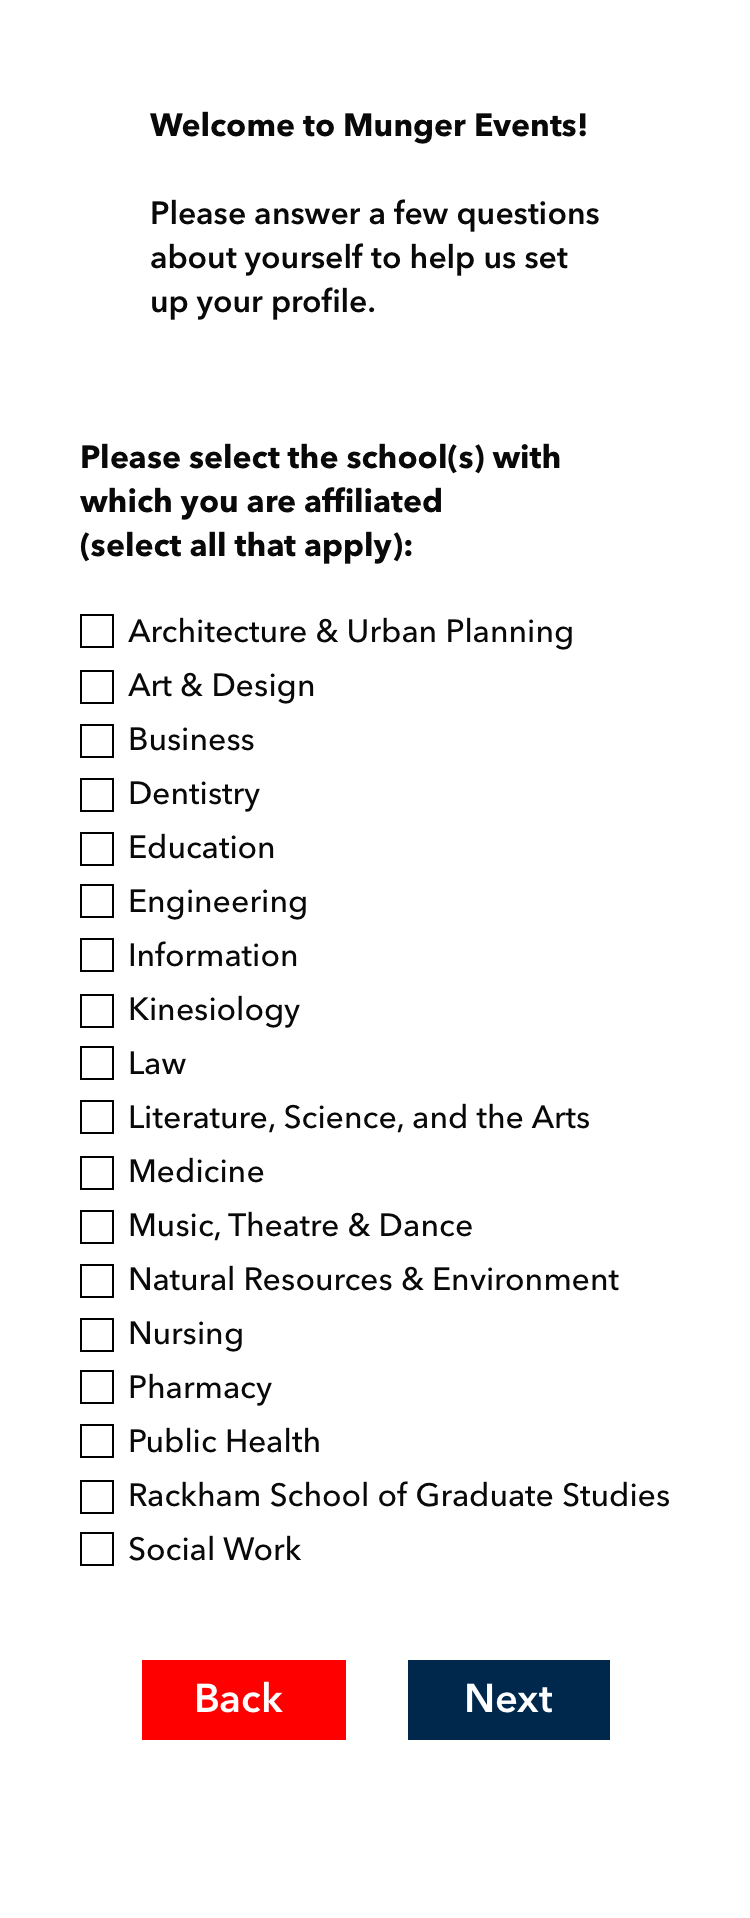 Welcome to Munger Events!
Please answer a few questions
about yourself to help us set
up your profile.
Please select the school(s) with
which you are affiliated
(select all that apply):
Architecture & Urban Planning
Art & Design
Business
Dentistry
Education
Engineering
Information
Kinesiology
Law
Literature, Science, and the Arts
Medicine
Music, Theatre & Dance
Natural Resources & Environment
Nursing
Pharmacy
Public Health
Rackham School of Graduate Studies
Social Work
Back
Next